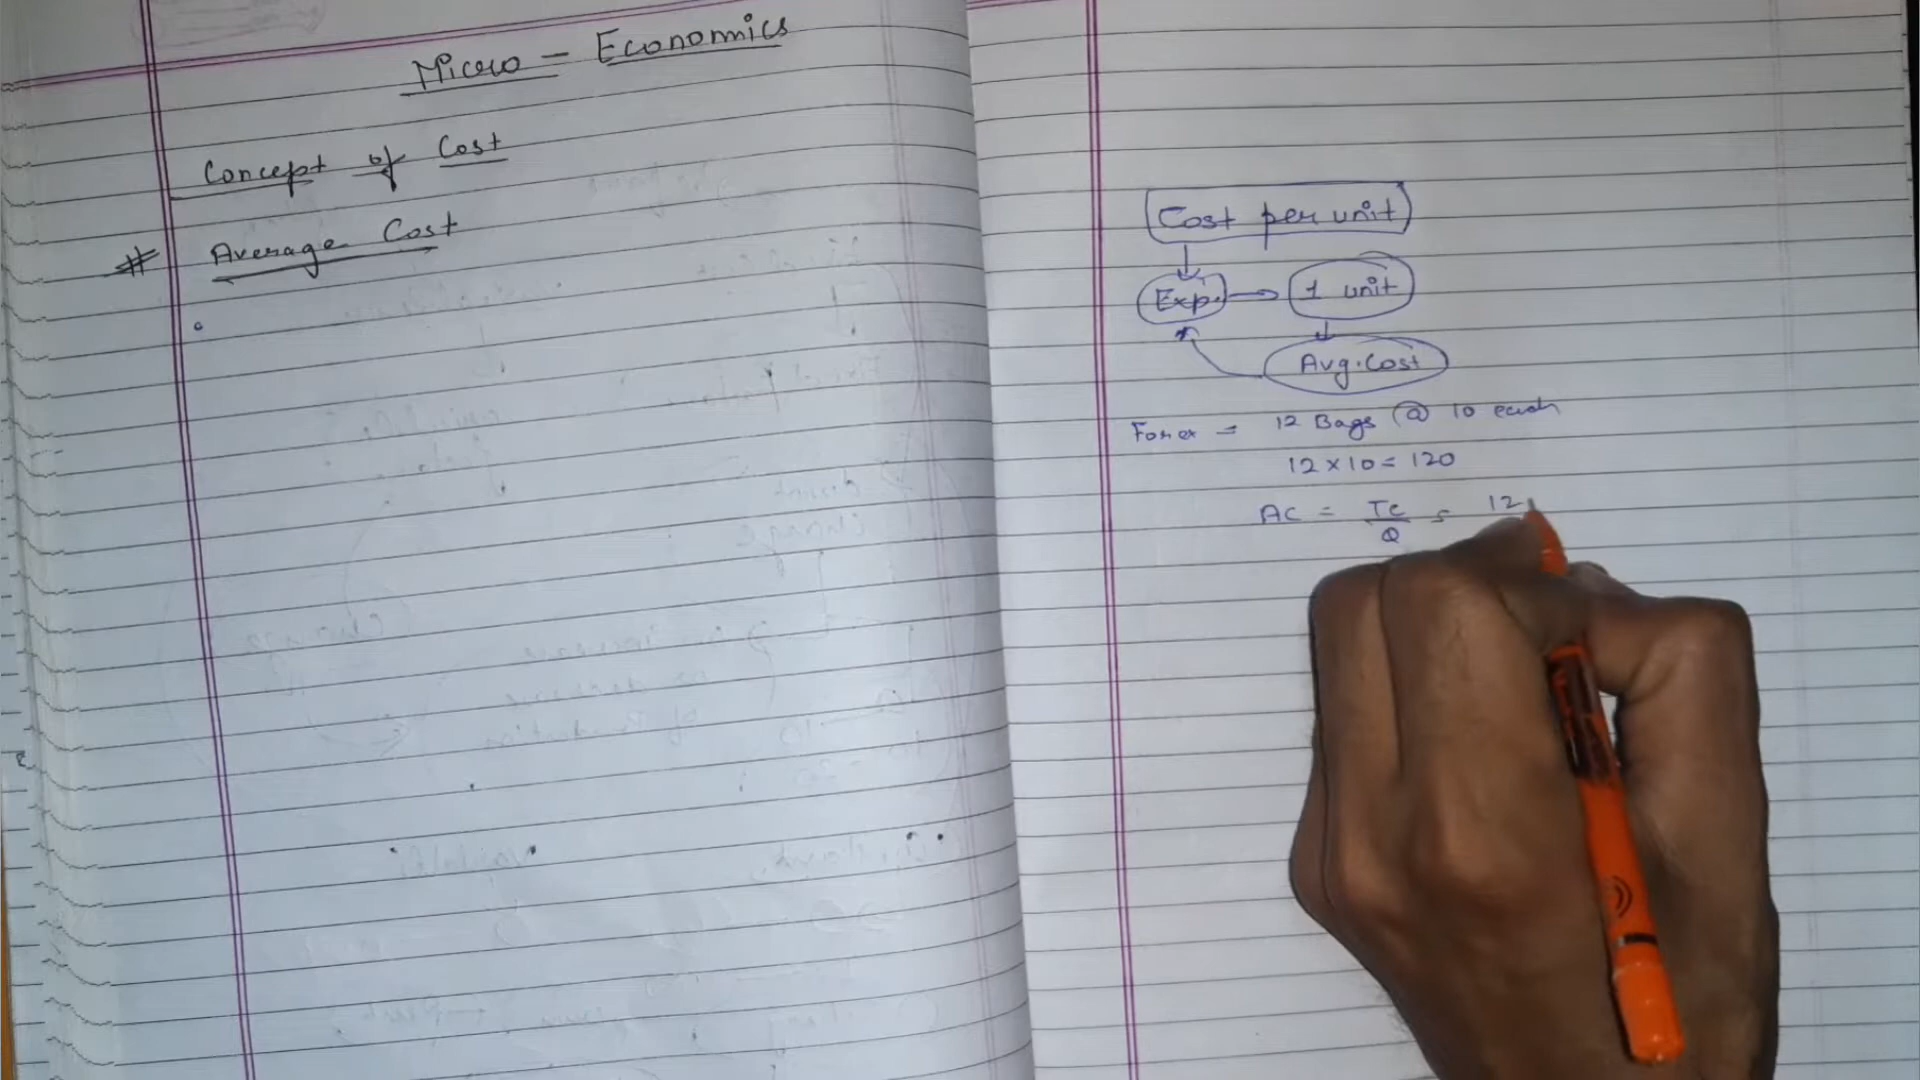 Micro - Economics
Concept of Cost
# Average Cost
Cost per unit
Exp. → 1 unit
Avg. Cost
For ex = 12 Bags @ 10 each
12 × 10 = 120
AC = TC/Q = 12